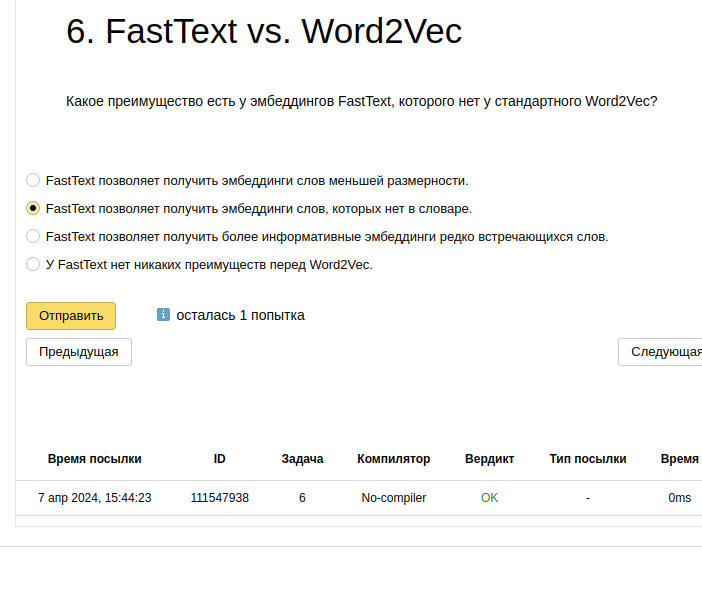 6. FastText vs. Word2Vec
Какое преимущество есть у эмбеддингов FastText, которого нет у стандартного Word2Vec?
FastText позволяет получить эмбеддинги слов меньшей размерности.
FastText позволяет получить эмбеддинги слов, которых нет в словаре.
FastText позволяет получить более информативные эмбеддинги редко встречающихся слов.
У FastText нет никаких преимуществ перед Word2Vec.
Отправить i осталась 1 попытка
Предыдущая Следующая
Время посылки ID Задача Компилятор Вердикт Тип посылки Время
7 апр 2024, 15:44:23 111547938 6 No-compiler OK - 0ms